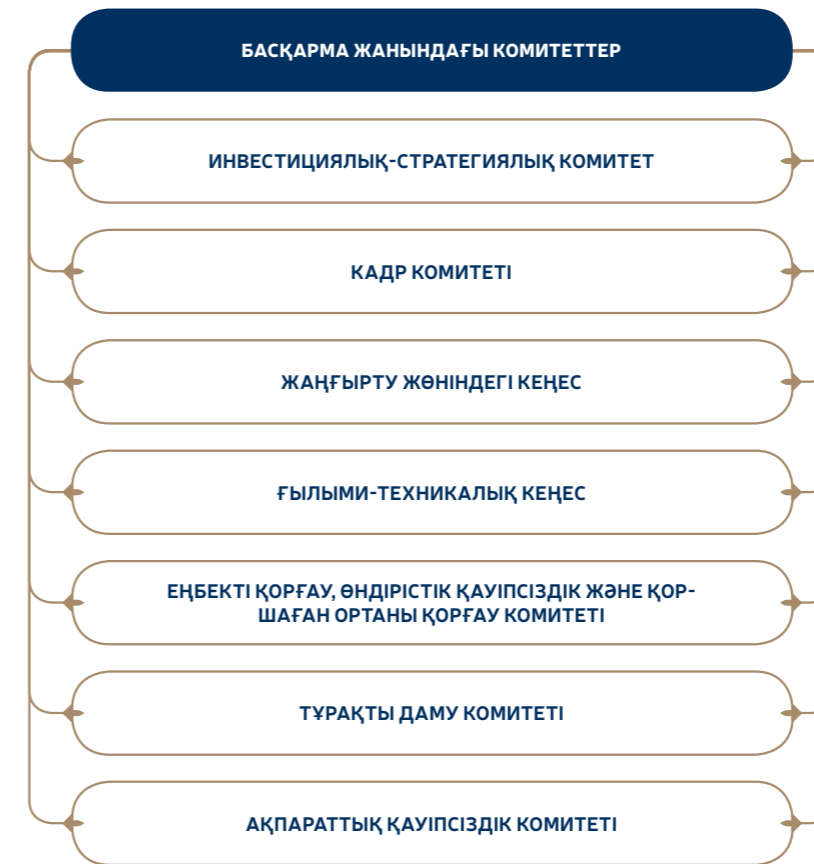 БАСҚАРМА ЖАНЫНДАҒЫ КОМИТЕТТЕР
ИНВЕСТИЦИЯЛЫҚ-СТРАТЕГИЯЛЫҚ КОМИТЕТ
КАДР КОМИТЕТІ
ЖАҢҒЫРТУ ЖӨНІНДЕГІ КЕҢЕС
ҒЫЛЫМИ-ТЕХНИКАЛЫҚ КЕҢЕС
ЕҢБЕКТІ ҚОРҒАУ, ӨНДІРІСТІК ҚАУІПСІЗДІК ЖӘНЕ ҚОР-
ШАҒАН ОРТАНЫ ҚОРҒАУ КОМИТЕТІ
ТҰРАҚТЫ ДАМУ КОМИТЕТІ
АҚПАРАТТЫҚ ҚАУІПСІЗДІК КОМИТЕТІ